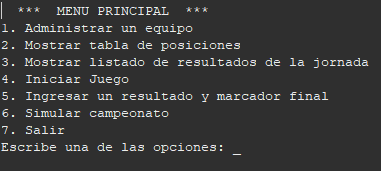 *** MENU PRINCIPAL ***
1. Administrar un equipo
2. Mostrar tabla de posiciones
3. Mostrar listado de resultados de la jornada
4. Iniciar Juego
5. Ingresar un resultado y marcador final
6. Simular campeonato
7. Salir
Escribe una de las opciones: _